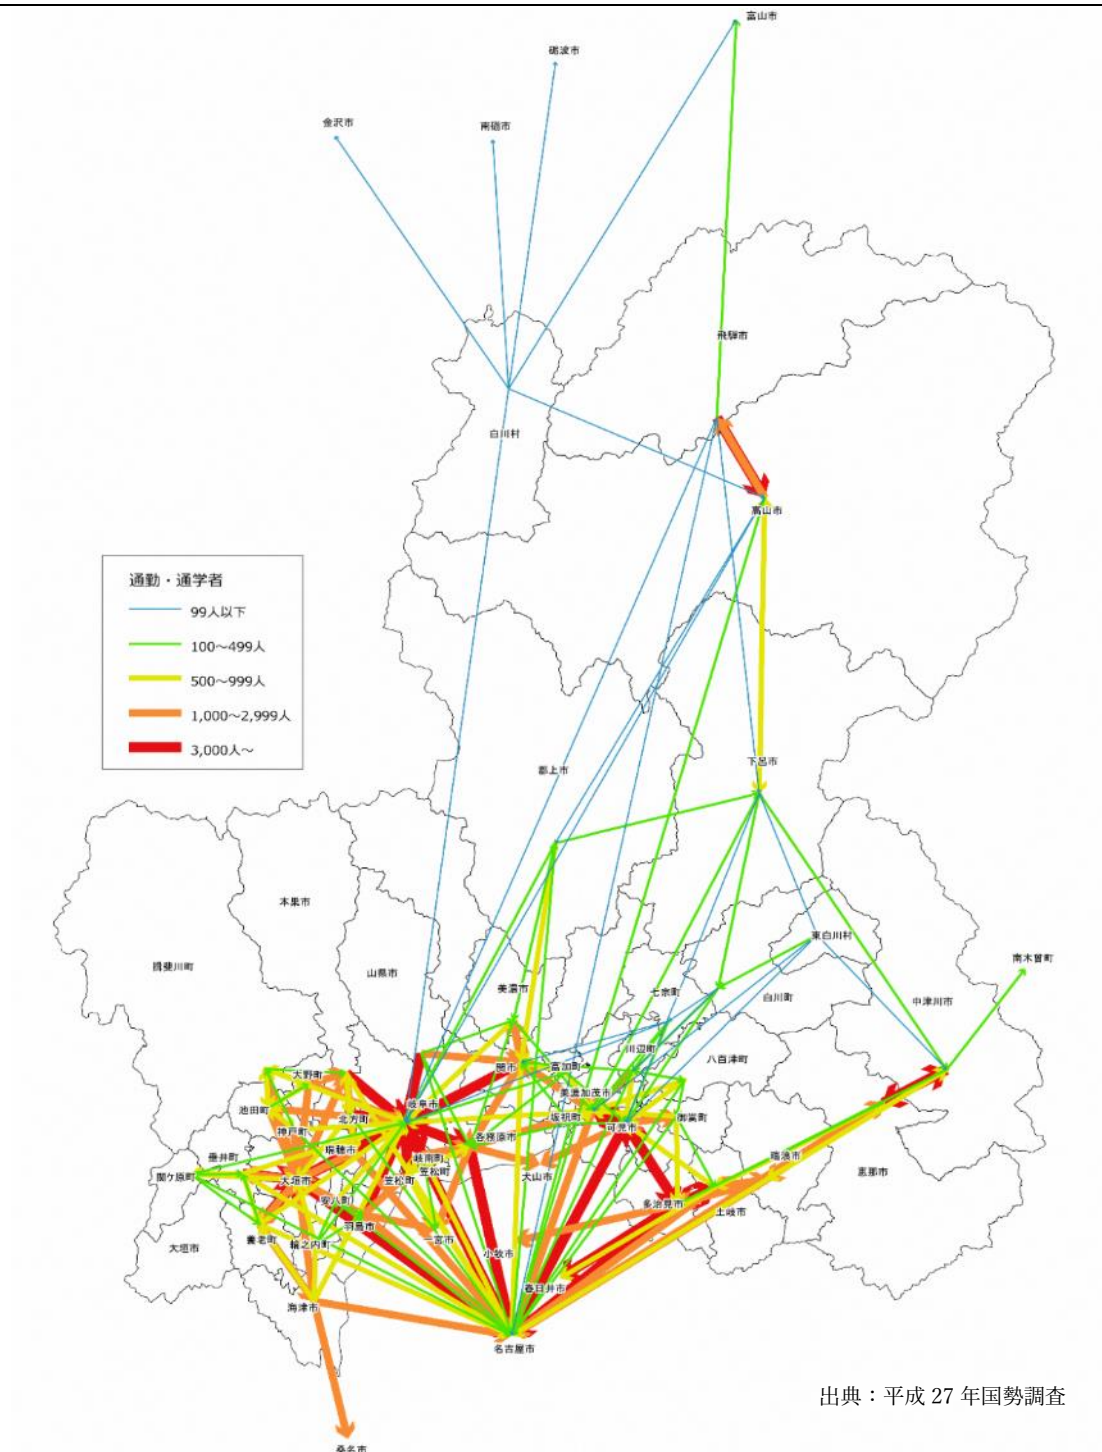 富山市
砺波市
金沢市
南砺市
飛騨市
白川村
高山市
通勤・通学者
99人以下
100～499人
500～999人
1,000～2,999人
3,000人～
下呂市
郡上市
本巣市
東白川村
揖斐川町
山県市
南木曽町
美濃市
七宗町
白川町
中津川市
川辺町
八百津町
関市
富加町
大野町
美濃加茂市
池田町
岐阜市
北方町
坂祝町
御嵩町
神戸町
可児市
各務原市
瑞穂市
垂井町
岐南町
瑞浪市
関ケ原町
笠松町
恵那市
大垣市
笠松町
犬山市
安八町
多治見市
土岐市
羽島市
養老町
輪之内町
一宮市
大垣市
小牧市
春日井市
海津市
名古屋市
出典：平成 27 年国勢調査
桑名市